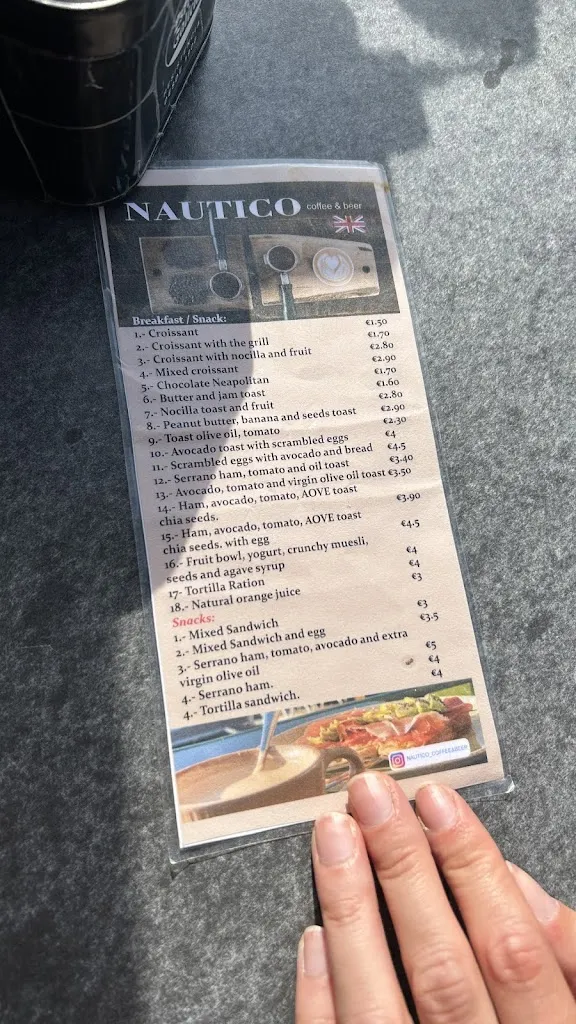 NAUTICO coffee & beer
Breakfast / Snack:
1.- Croissant €1.50
2.- Croissant with the grill €1.70
3.- Croissant with nocilla and fruit €2.80
4.- Mixed croissant €2.90
5.- Chocolate Neapolitan €1.70
6.- Butter and jam toast €1.60
7.- Nocilla toast and fruit €2.80
8.- Peanut butter, banana and seeds toast €2.90
9.- Toast olive oil, tomato €2.30
10.- Avocado toast with scrambled eggs €4
11.- Scrambled eggs with avocado and bread €4.5
12.- Serrano ham, tomato and oil toast €3.40
13.- Avocado, tomato and virgin olive oil toast €3.50
14.- Ham, avocado, tomato, AOVE toast
chia seeds. €3.90
15.- Ham, avocado, tomato, AOVE toast
chia seeds. with egg €4.5
16.- Fruit bowl, yogurt, crunchy muesli,
seeds and agave syrup €4
17- Tortilla Ration €4
18,- Natural orange juice €3
Snacks:
1.- Mixed Sandwich €3
2.- Mixed Sandwich and egg €3.5
3.- Serrano ham, tomato, avocado and extra
virgin olive oil €5
4.- Serrano ham. €4
4.- Tortilla sandwich. €4
NAUTICO_COFFEE&BEER